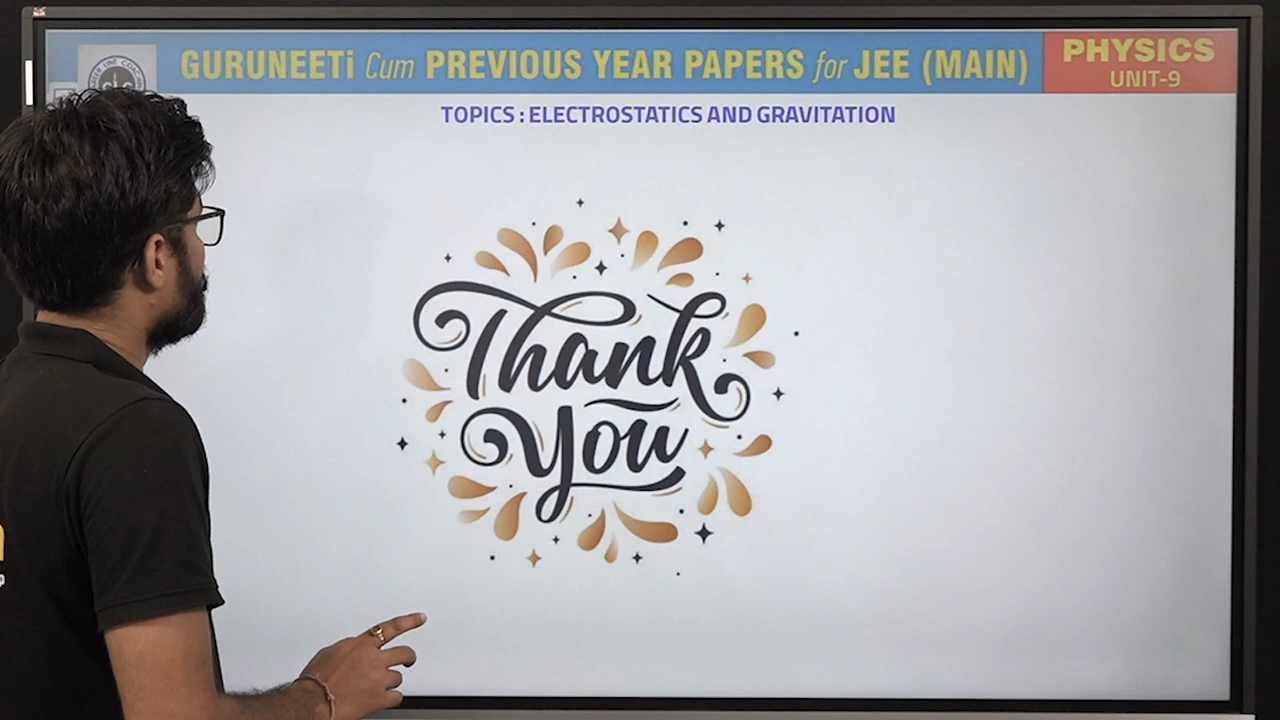 GURUNEETi Cum PREVIOUS YEAR PAPERS for JEE (MAIN)
PHYSICS
UNIT-9
TOPICS : ELECTROSTATICS AND GRAVITATION
Thank
You